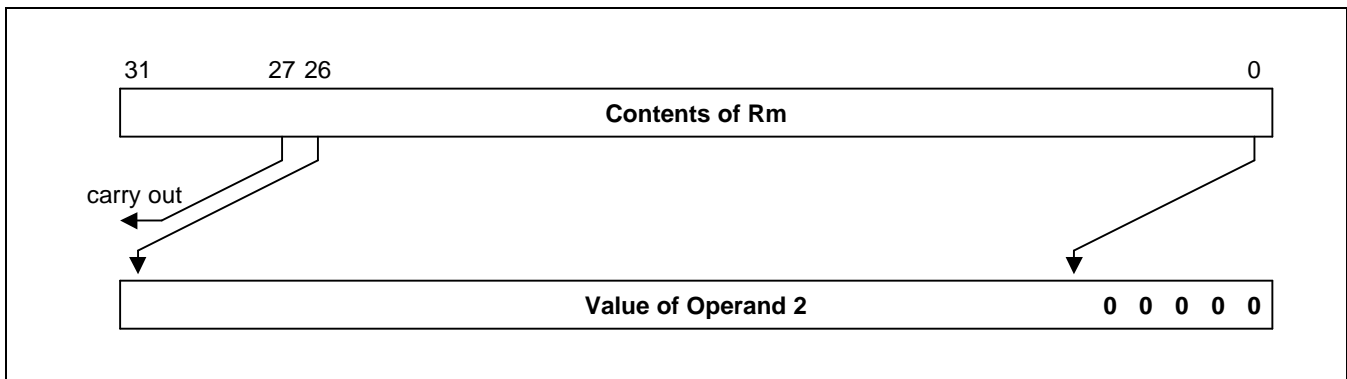 31 27 26 0
Contents of Rm
carry out
Value of Operand 2 0 0 0 0 0